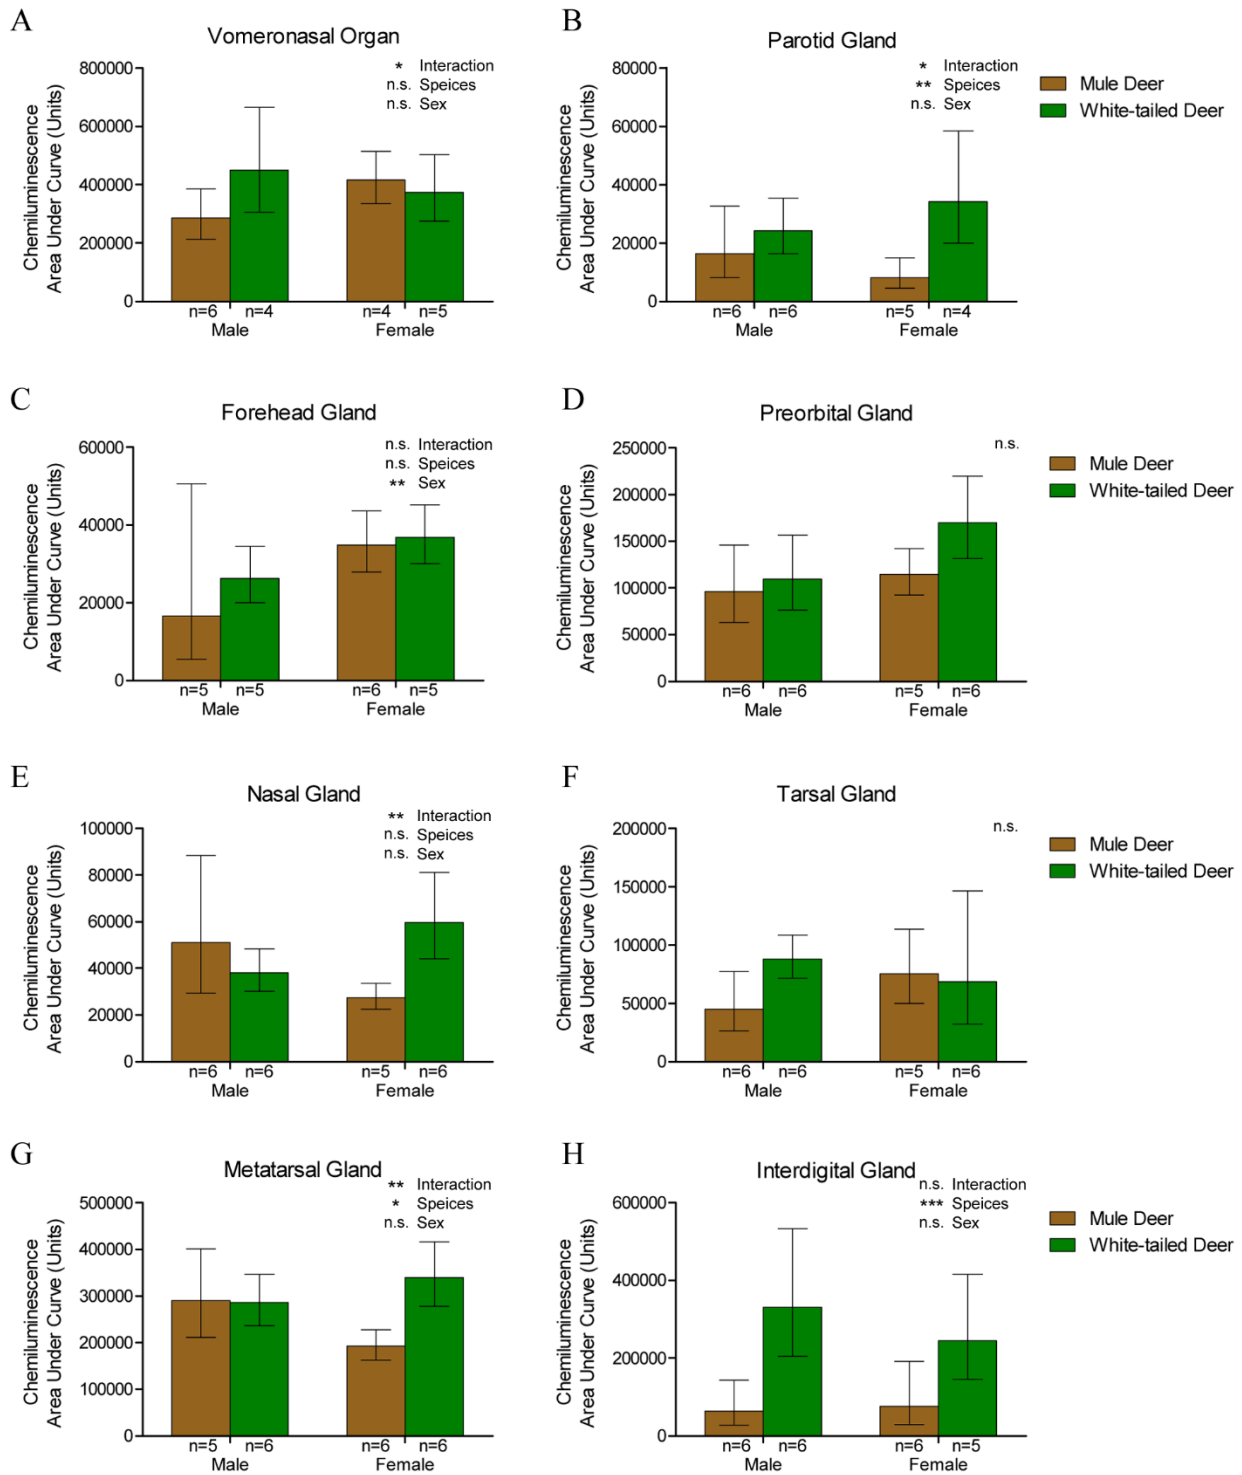 A
Vomeronasal Organ
* Interaction
n.s. Speices
n.s. Sex
Chemiluminescence
Area Under Curve (Units)
800000
600000
400000
200000
0
n=6 n=4 n=4 n=5
Male Female
B
Parotid Gland
* Interaction
** Speices
n.s. Sex
Chemiluminescence
Area Under Curve (Units)
80000
60000
40000
20000
0
n=6 n=6 n=5 n=4
Male Female
Mule Deer
White-tailed Deer
C
Forehead Gland
n.s. Interaction
n.s. Speices
** Sex
Chemiluminescence
Area Under Curve (Units)
60000
40000
20000
0
n=5 n=5 n=6 n=5
Male Female
D
Preorbital Gland
n.s.
Chemiluminescence
Area Under Curve (Units)
250000
200000
150000
100000
50000
0
n=6 n=6 n=5 n=6
Male Female
Mule Deer
White-tailed Deer
E
Nasal Gland
** Interaction
n.s. Speices
n.s. Sex
Chemiluminescence
Area Under Curve (Units)
100000
80000
60000
40000
20000
0
n=6 n=6 n=5 n=6
Male Female
F
Tarsal Gland
n.s.
Chemiluminescence
Area Under Curve (Units)
200000
150000
100000
50000
0
n=6 n=6 n=5 n=6
Male Female
Mule Deer
White-tailed Deer
G
Metatarsal Gland
** Interaction
* Speices
n.s. Sex
Chemiluminescence
Area Under Curve (Units)
500000
400000
300000
200000
100000
0
n=5 n=6 n=6 n=6
Male Female
H
Interdigital Gland
n.s. Interaction
*** Speices
n.s. Sex
Chemiluminescence
Area Under Curve (Units)
600000
400000
200000
0
n=6 n=6 n=6 n=5
Male Female
Mule Deer
White-tailed Deer